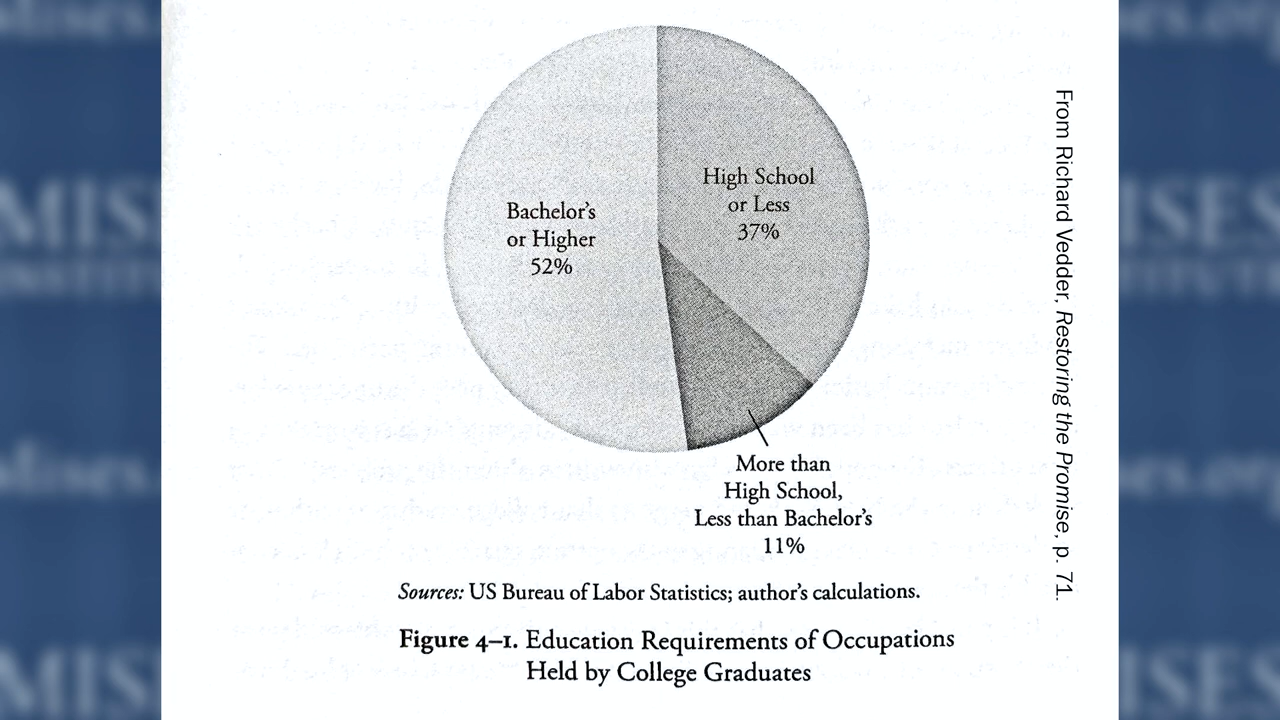 High School
or Less
37%
Bachelor's
or Higher
52%
More than
High School,
Less than Bachelor's
11%
Sources: US Bureau of Labor Statistics; author's calculations.
Figure 4–1. Education Requirements of Occupations
Held by College Graduates
From Richard Vedder, Restoring the Promise, p. 71.